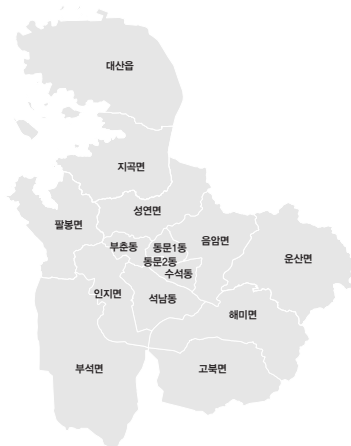 대산읍
지곡면
성연면
팔봉면
부춘동
동문1동
음암면
운산면
동문2동
수석동
인지면
석남동
해미면
부석면
고북면